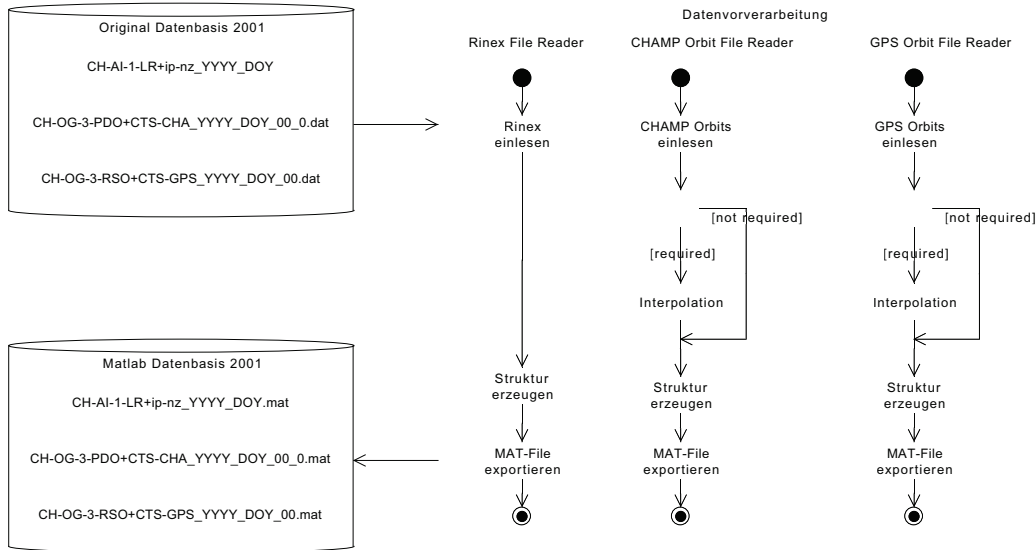 Original Datenbasis 2001
CH-AI-1-LR+ip-nz_YYYY_DOY
CH-OG-3-PDO+CTS-CHA_YYYY_DOY_00_0.dat
CH-OG-3-RSO+CTS-GPS_YYYY_DOY_00.dat
Matlab Datenbasis 2001
CH-AI-1-LR+ip-nz_YYYY_DOY.mat
CH-OG-3-PDO+CTS-CHA_YYYY_DOY_00_0.mat
CH-OG-3-RSO+CTS-GPS_YYYY_DOY_00.mat
Datenvorverarbeitung
Rinex File Reader
Rinex
einlesen
Struktur
erzeugen
MAT-File
exportieren
CHAMP Orbit File Reader
CHAMP Orbits
einlesen
[not required]
[required]
Interpolation
Struktur
erzeugen
MAT-File
exportieren
GPS Orbit File Reader
GPS Orbits
einlesen
[not required]
[required]
Interpolation
Struktur
erzeugen
MAT-File
exportieren